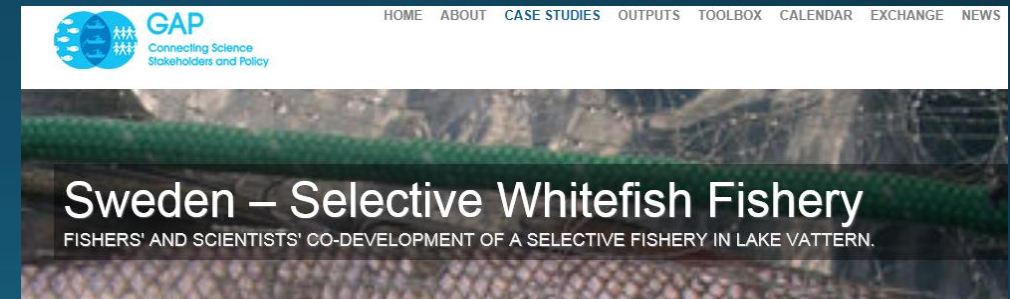 GAP
Connecting Science
Stakeholders and Policy
HOME ABOUT CASE STUDIES OUTPUTS TOOLBOX CALENDAR EXCHANGE NEWS
Sweden – Selective Whitefish Fishery
FISHERS' AND SCIENTISTS' CO-DEVELOPMENT OF A SELECTIVE FISHERY IN LAKE VATTERN.